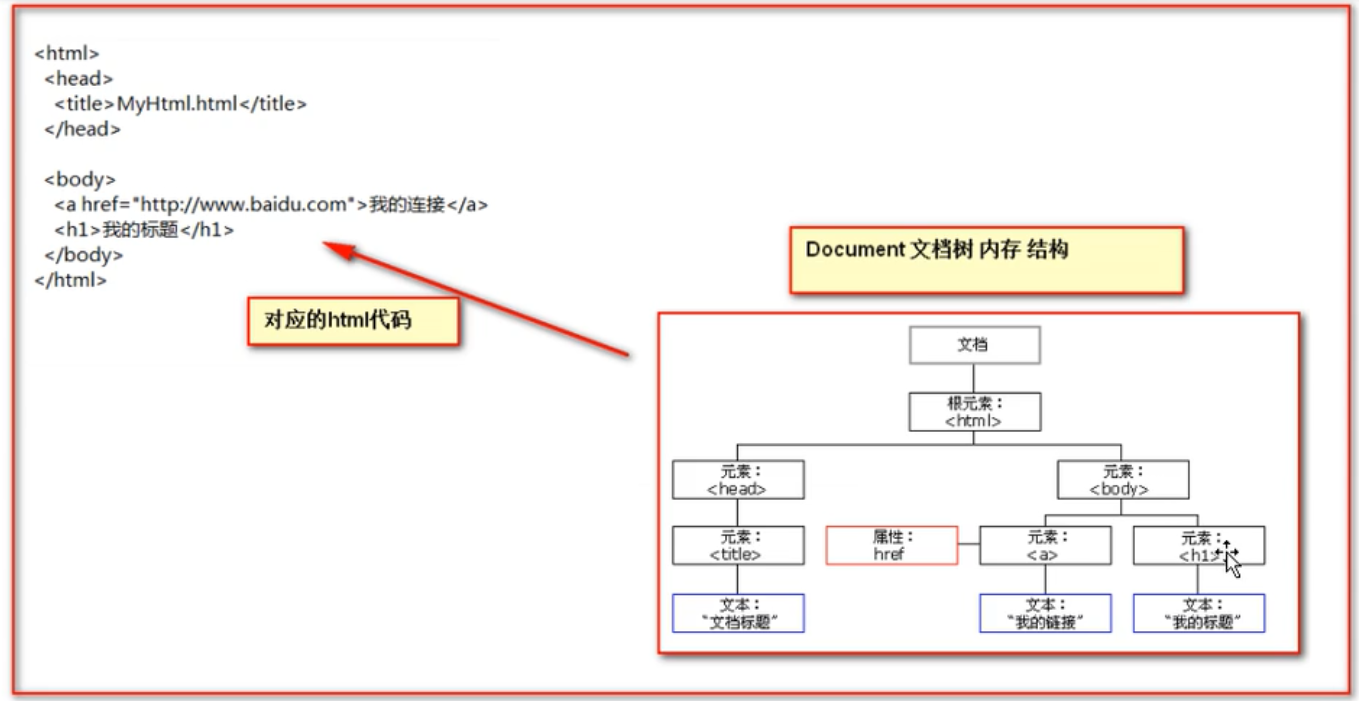 <html>
<head>
<title>MyHtml.html</title>
</head>
<body>
<a href="http://www.baidu.com">我的连接</a>
<h1>我的标题</h1>
</body>
</html>
对应的html代码
Document 文档树 内存 结构
文档
根元素：
<html>
元素：
<head>
元素：
<body>
元素：
<title>
属性：
href
元素：
<a>
元素：
<h1>
文本：
“文档标题”
文本：
“我的链接”
文本：
“我的标题”